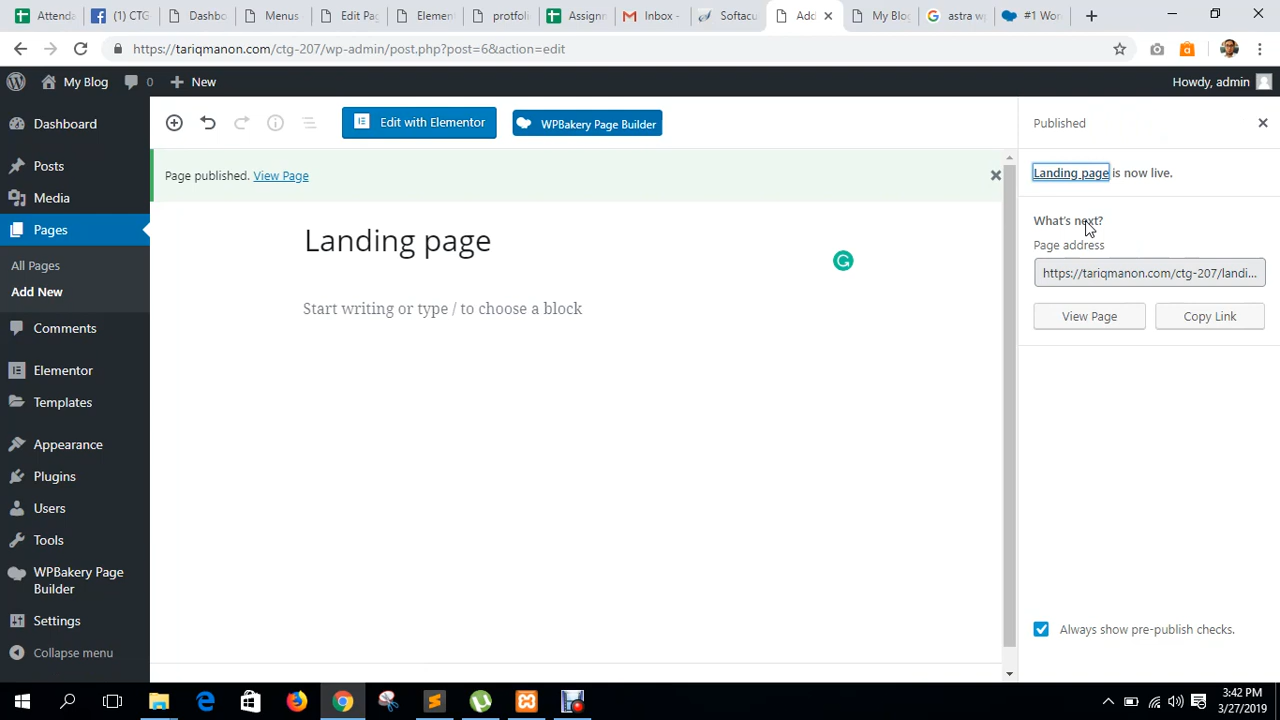 Attenda
(1) CTG
Dashbo
Menus
Edit Pa
Elemen
protfoli
Assignm
Inbox -
Softacu
Add
My Blo
astra w
#1 Wor
https://tariqmanon.com/ctg-207/wp-admin/post.php?post=6&action=edit
My Blog
0
New
Howdy, admin
Dashboard
Posts
Media
Pages
All Pages
Add New
Comments
Elementor
Templates
Appearance
Plugins
Users
Tools
WPBakery Page
Builder
Settings
Collapse menu
Edit with Elementor
WPBakery Page Builder
Page published. View Page
Landing page
Start writing or type / to choose a block
Published
Landing page is now live.
What's next?
Page address
https://tariqmanon.com/ctg-207/landi...
View Page
Copy Link
Always show pre-publish checks.
3:42 PM
3/27/2019